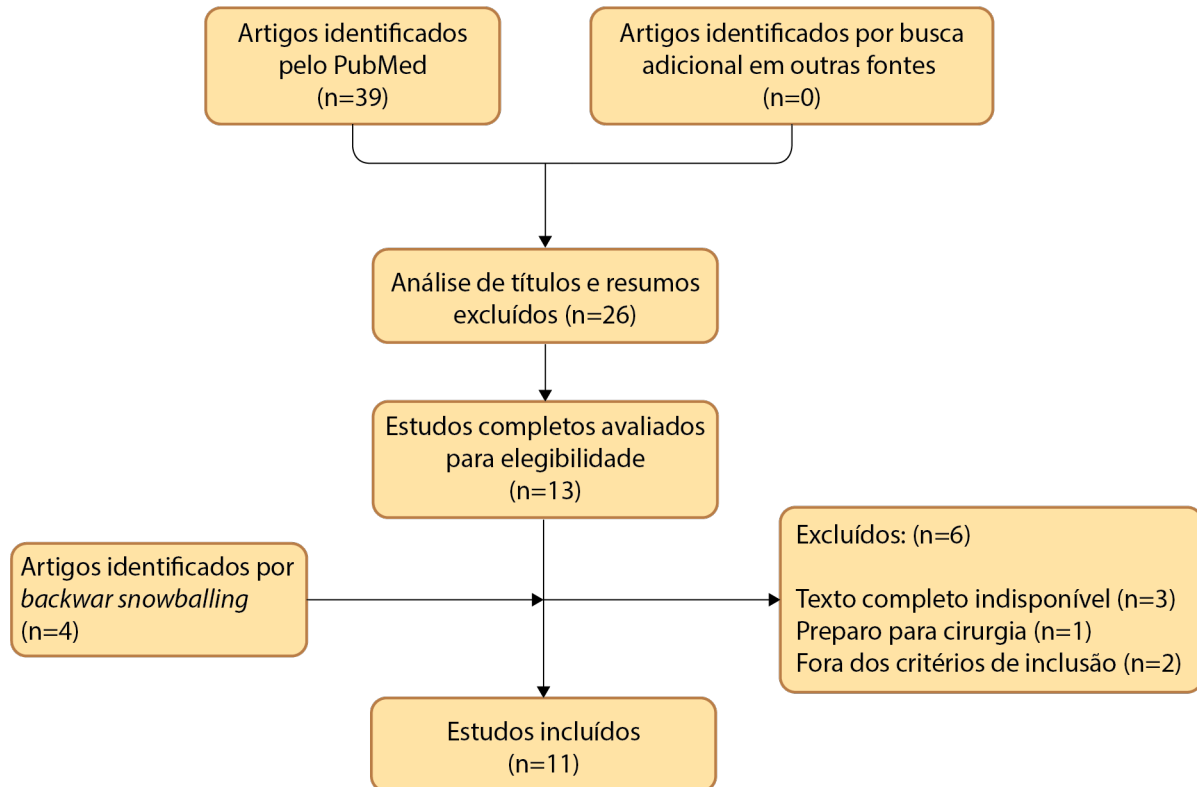 Artigos identificados
pelo PubMed
(n=39)
Artigos identificados por busca
adicional em outras fontes
(n=0)
Análise de títulos e resumos
excluídos (n=26)
Estudos completos avaliados
para elegibilidade
(n=13)
Artigos identificados por
backwar snowballing
(n=4)
Excluídos: (n=6)
Texto completo indisponível (n=3)
Preparo para cirurgia (n=1)
Fora dos critérios de inclusão (n=2)
Estudos incluídos
(n=11)